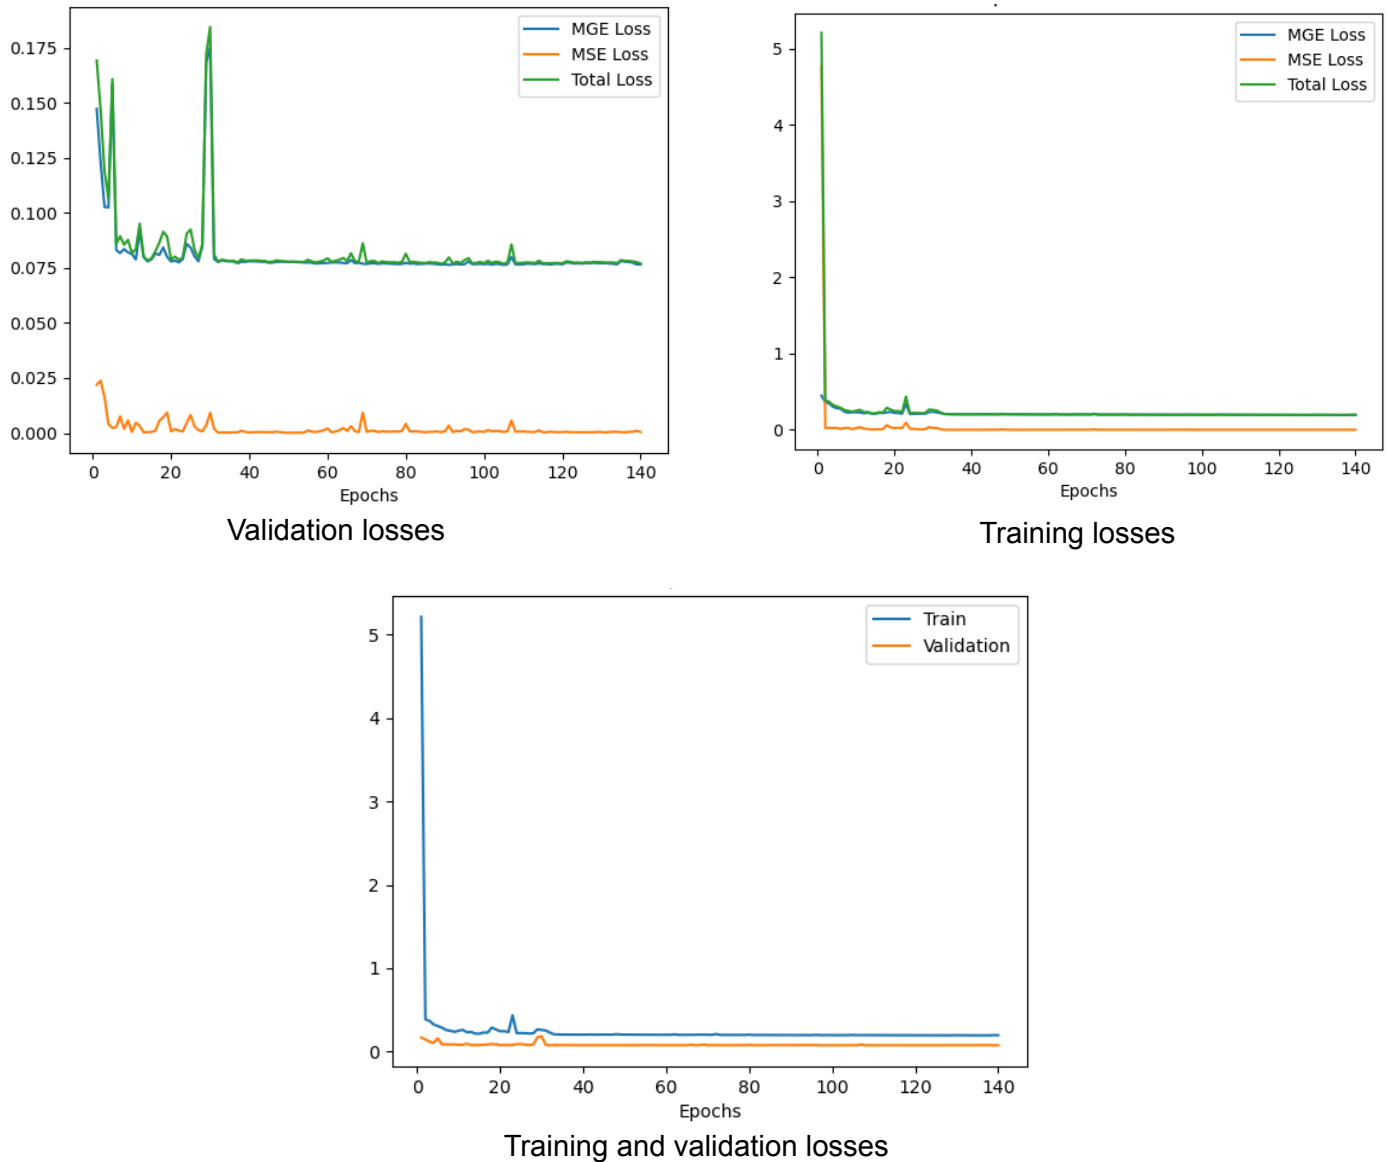 MGE Loss
MSE Loss
Total Loss
0.175
0.150
0.125
0.100
0.075
0.050
0.025
0.000
0 20 40 60 80 100 120 140
Epochs
Validation losses
MGE Loss
MSE Loss
Total Loss
5
4
3
2
1
0
0 20 40 60 80 100 120 140
Epochs
Training losses
Train
Validation
5
4
3
2
1
0
0 20 40 60 80 100 120 140
Epochs
Training and validation losses